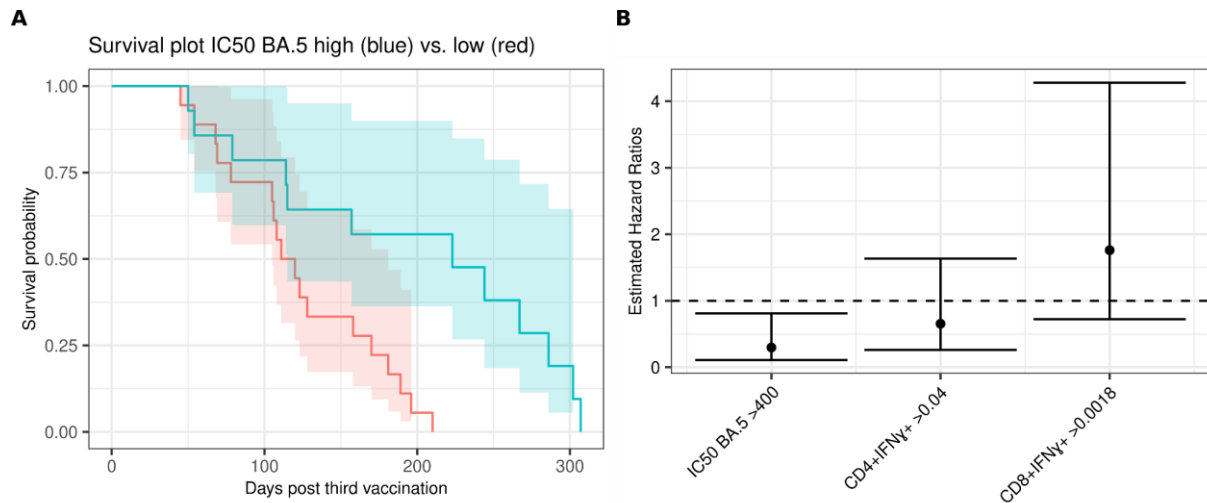 A
Survival plot IC50 BA.5 high (blue) vs. low (red)
Survival probability
1.00
0.75
0.50
0.25
0.00
0
100
200
300
Days post third vaccination
B
Estimated Hazard Ratios
4
3
2
1
0
IC50 BA.5 >400
CD4+IFNɣ+ >0.04
CD8+IFNɣ+ >0.0018